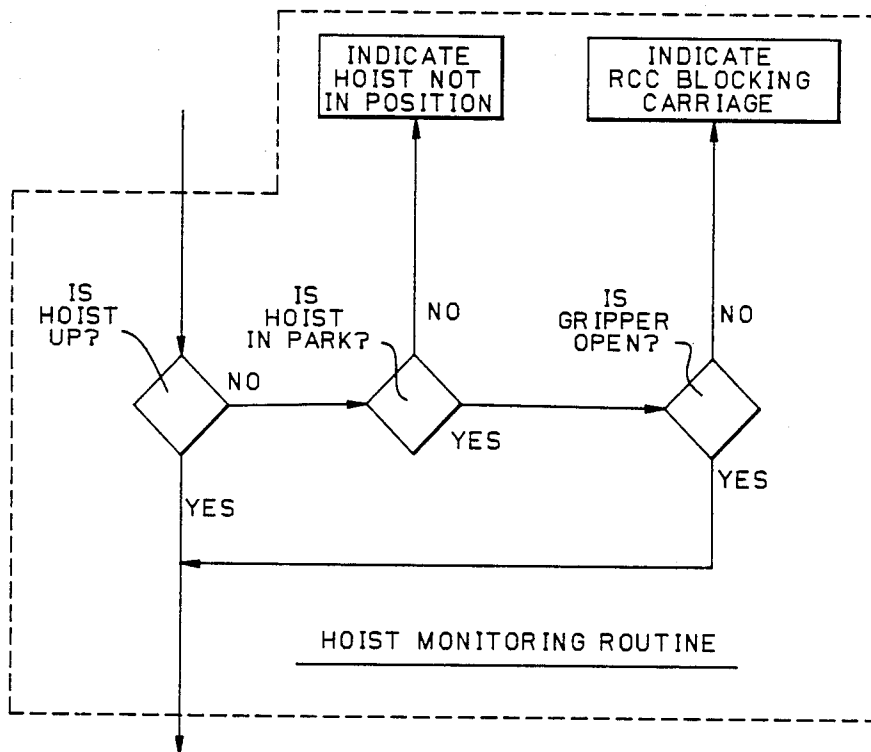 INDICATE
HOIST NOT
IN POSITION
INDICATE
RCC BLOCKING
CARRIAGE
IS
HOIST
UP?
NO
YES
IS
HOIST
IN PARK?
NO
YES
IS
GRIPPER
OPEN?
NO
YES
HOIST MONITORING ROUTINE